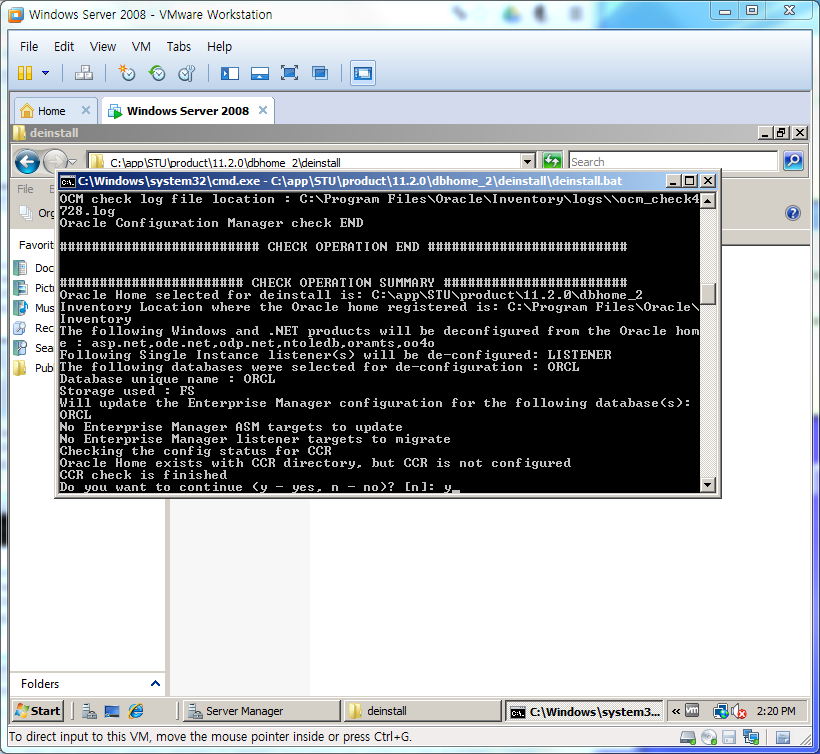 Windows Server 2008 - VMware Workstation
File Edit View VM Tabs Help
Home
Windows Server 2008
deinstall
C:\app\STU\product\11.2.0\dbhome_2\deinstall
Search
File
C:\Windows\system32\cmd.exe - C:\app\STU\product\11.2.0\dbhome_2\deinstall\deinstall.bat
OCM check log file location : C:\Program Files\Oracle\Inventory\logs\\ocm_check4
728.log
Oracle Configuration Manager check END
######################### CHECK OPERATION END #########################
####################### CHECK OPERATION SUMMARY #######################
Oracle Home selected for deinstall is: C:\app\STU\product\11.2.0\dbhome_2
Inventory Location where the Oracle home registered is: C:\Program Files\Oracle\
Inventory
The following Windows and .NET products will be deconfigured from the Oracle hom
e : asp.net,ode.net,odp.net,ntoledb,oramts,oo4o
Following Single Instance listener(s) will be de-configured: LISTENER
The following databases were selected for de-configuration : ORCL
Database unique name : ORCL
Storage used : FS
Will update the Enterprise Manager configuration for the following database(s):
ORCL
No Enterprise Manager ASM targets to update
No Enterprise Manager listener targets to migrate
Checking the config status for CCR
Oracle Home exists with CCR directory, but CCR is not configured
CCR check is finished
Do you want to continue (y - yes, n - no)? [n]: y
Org
Favorit
Doc
Pict
Mus
Rec
Sea
Pub
Folders
Start
Server Manager
deinstall
C:\Windows\system3...
2:20 PM
To direct input to this VM, move the mouse pointer inside or press Ctrl+G.